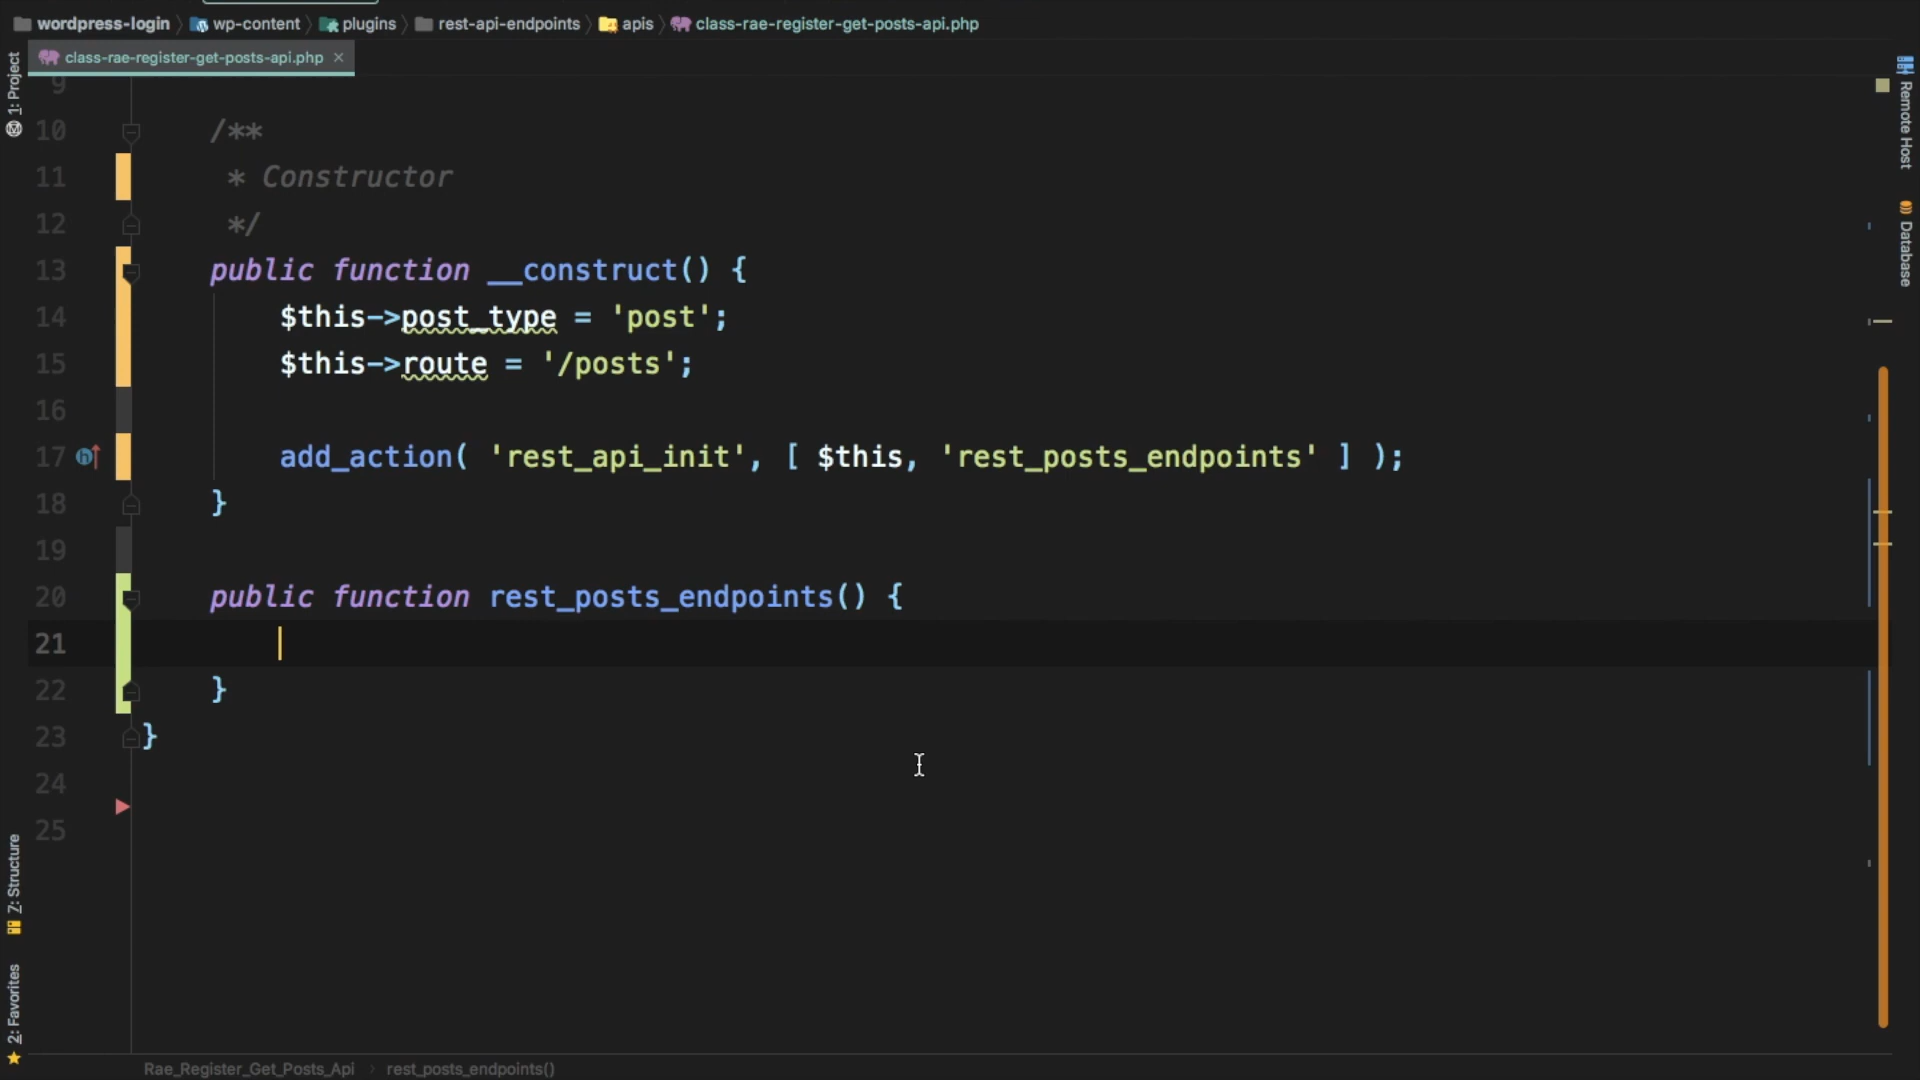 wordpress-login wp-content plugins rest-api-endpoints apis class-rae-register-get-posts-api.php
class-rae-register-get-posts-api.php ×
1: Project
Remote Host
Database
9
10 /**
11 * Constructor
12 */
13 public function __construct() {
14 $this->post_type = 'post';
15 $this->route = '/posts';
16
17 add_action( 'rest_api_init', [ $this, 'rest_posts_endpoints' ] );
18 }
19
20 public function rest_posts_endpoints() {
21
22 }
23 }
24
25
7: Structure
2: Favorites
Rae_Register_Get_Posts_Api › rest_posts_endpoints()